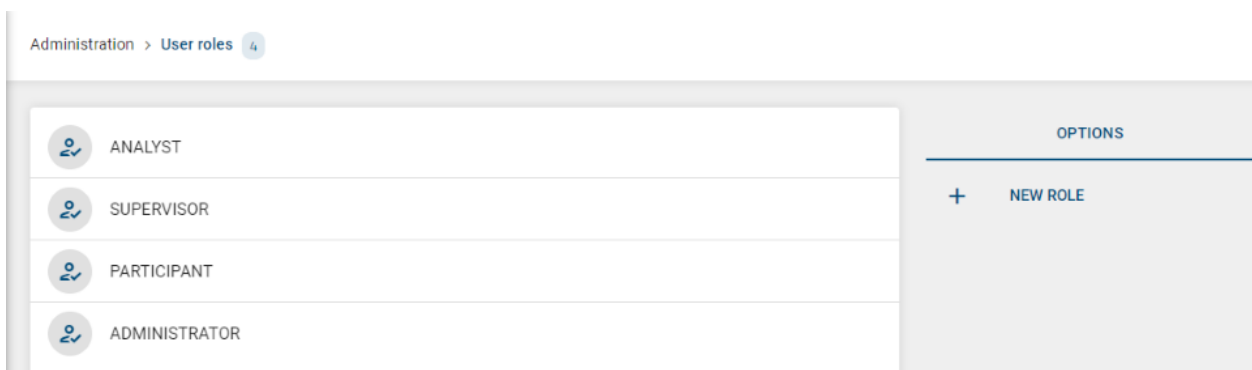 Administration > User roles 4
OPTIONS
ANALYST
NEW ROLE
SUPERVISOR
PARTICIPANT
ADMINISTRATOR